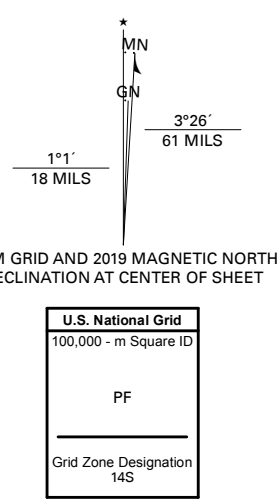 ★
MN
GN
3°26´
61 MILS
1°1´
18 MILS
GRID AND 2019 MAGNETIC NORTH
AT CENTER OF SHEET
U.S. National Grid
100,000 - m Square ID
PF
Grid Zone Designation
14S